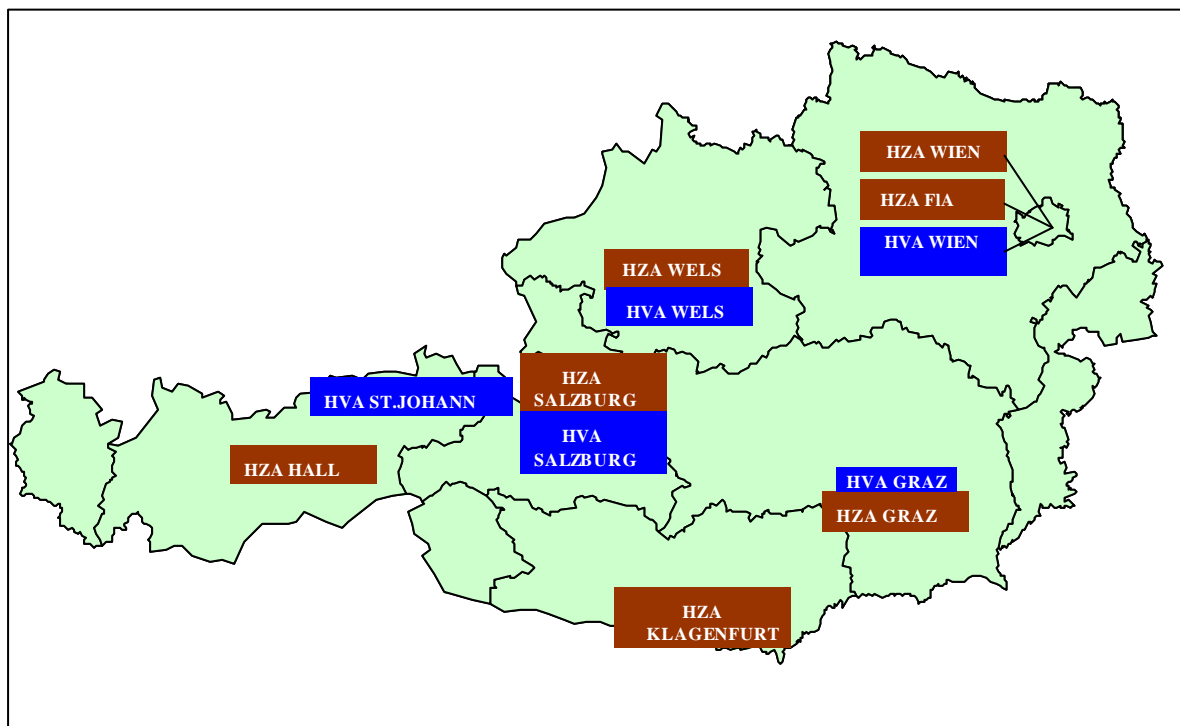 HZA WIEN
HZA FlA
HVA WIEN
HZA WELS
HVA WELS
HZA
SALZBURG
HVA ST.JOHANN
HVA
SALZBURG
HZA HALL
HVA GRAZ
HZA GRAZ
HZA
KLAGENFURT